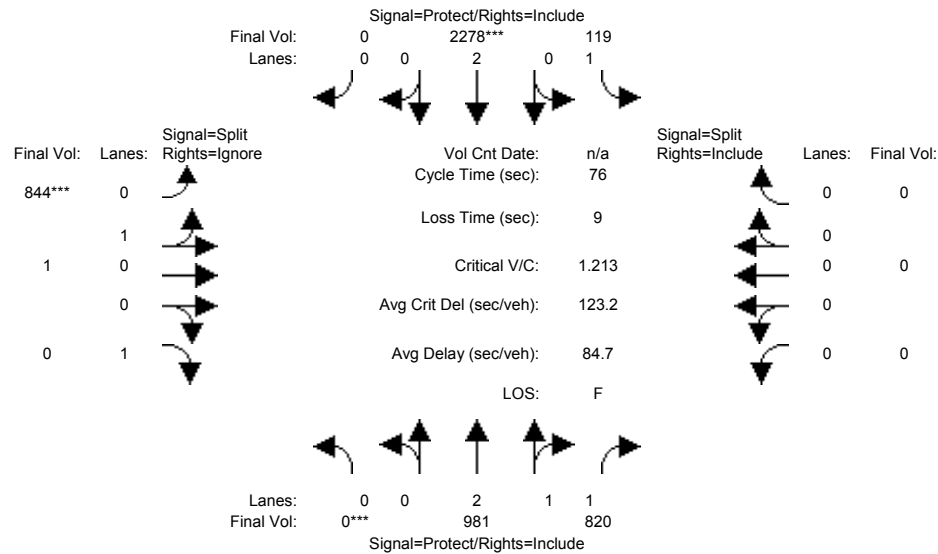 Signal=Protect/Rights=Include
Final Vol: 0 2278*** 119
Lanes: 0 0 2 0 1
Signal=Split Signal=Split
Final Vol: Lanes: Rights=Ignore Vol Cnt Date: n/a Rights=Include Lanes: Final Vol:
Cycle Time (sec): 76
844*** 0 0 0
Loss Time (sec): 9
1 0
1 0 Critical V/C: 1.213 0 0
0 Avg Crit Del (sec/veh): 123.2 0
0 1 Avg Delay (sec/veh): 84.7 0 0
LOS: F
Lanes: 0 0 2 1 1
Final Vol: 0*** 981 820
Signal=Protect/Rights=Include